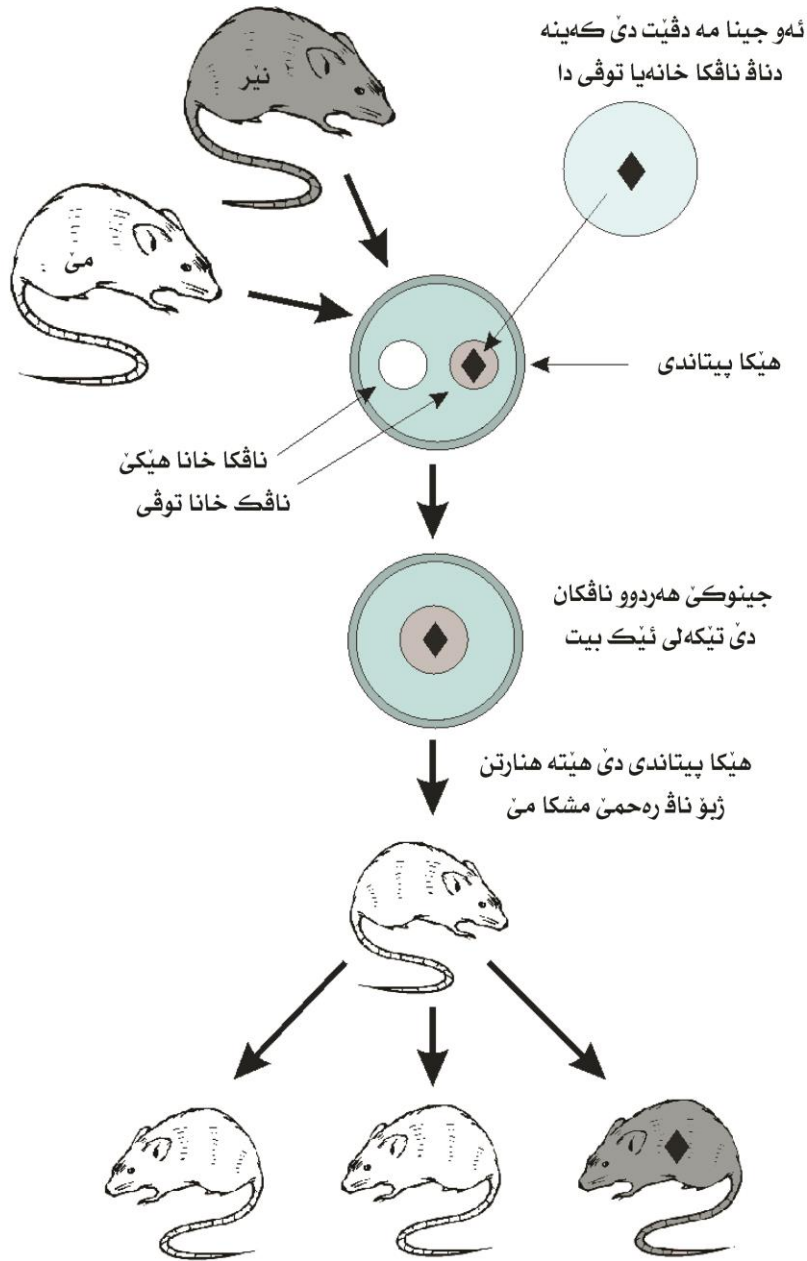 ئەو جینا مە دڤێت دێ کەینە
دناڤ ناڤکا خانەیا توڤی دا
نێر
مێ
هێکا پیتاندی
ناڤکا خانا هێکێ
ناڤک خانا توڤی
جینوکێ هەردوو ناڤکان
دێ تێکەلی ئێک بیت
هێکا پیتاندی دێ هێتە هنارتن
ژبۆ ناڤ رەحمێ مشکا مێ